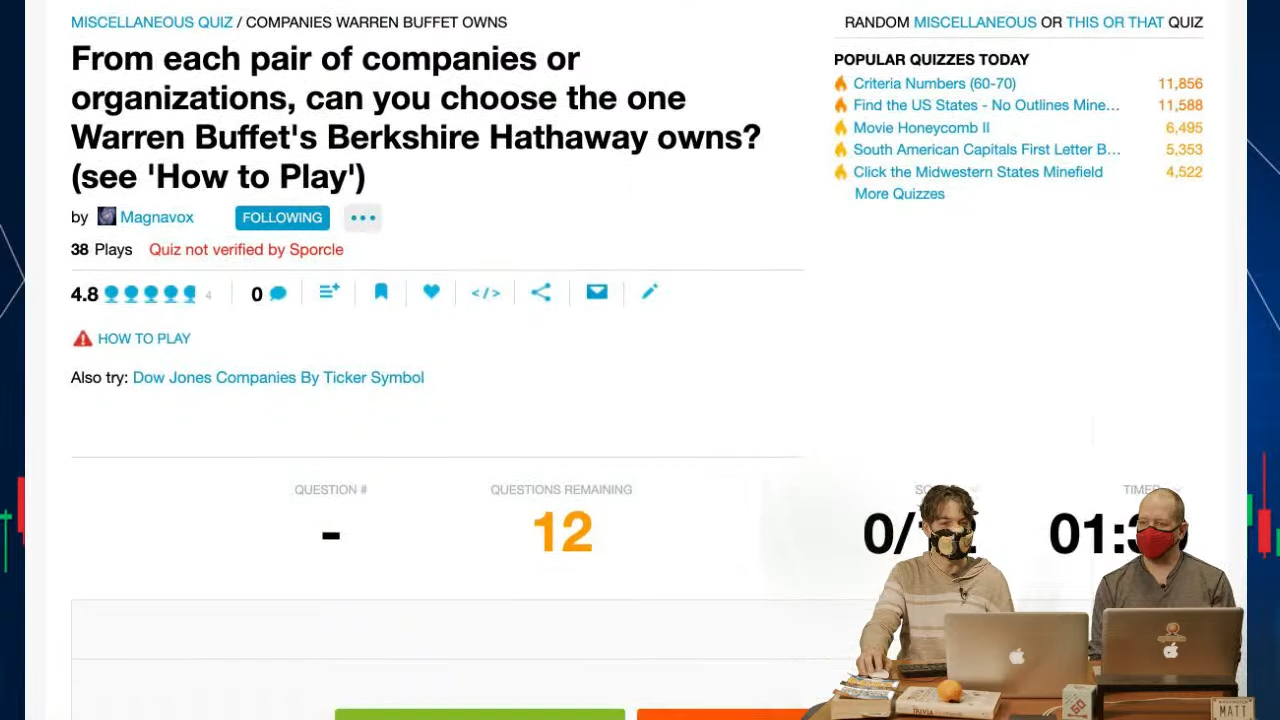 MISCELLANEOUS QUIZ / COMPANIES WARREN BUFFET OWNS
RANDOM MISCELLANEOUS OR THIS OR THAT QUIZ
From each pair of companies or
organizations, can you choose the one
Warren Buffet's Berkshire Hathaway owns?
(see 'How to Play')
by Magnavox FOLLOWING •••
38 Plays Quiz not verified by Sporcle
4.8 4 0 </>
HOW TO PLAY
Also try: Dow Jones Companies By Ticker Symbol
POPULAR QUIZZES TODAY
Criteria Numbers (60-70) 11,856
Find the US States - No Outlines Mine... 11,588
Movie Honeycomb II 6,495
South American Capitals First Letter B... 5,353
Click the Midwestern States Minefield 4,522
More Quizzes
QUESTION # QUESTIONS REMAINING
- 12 0/ 01:
TRIVIA
MATT